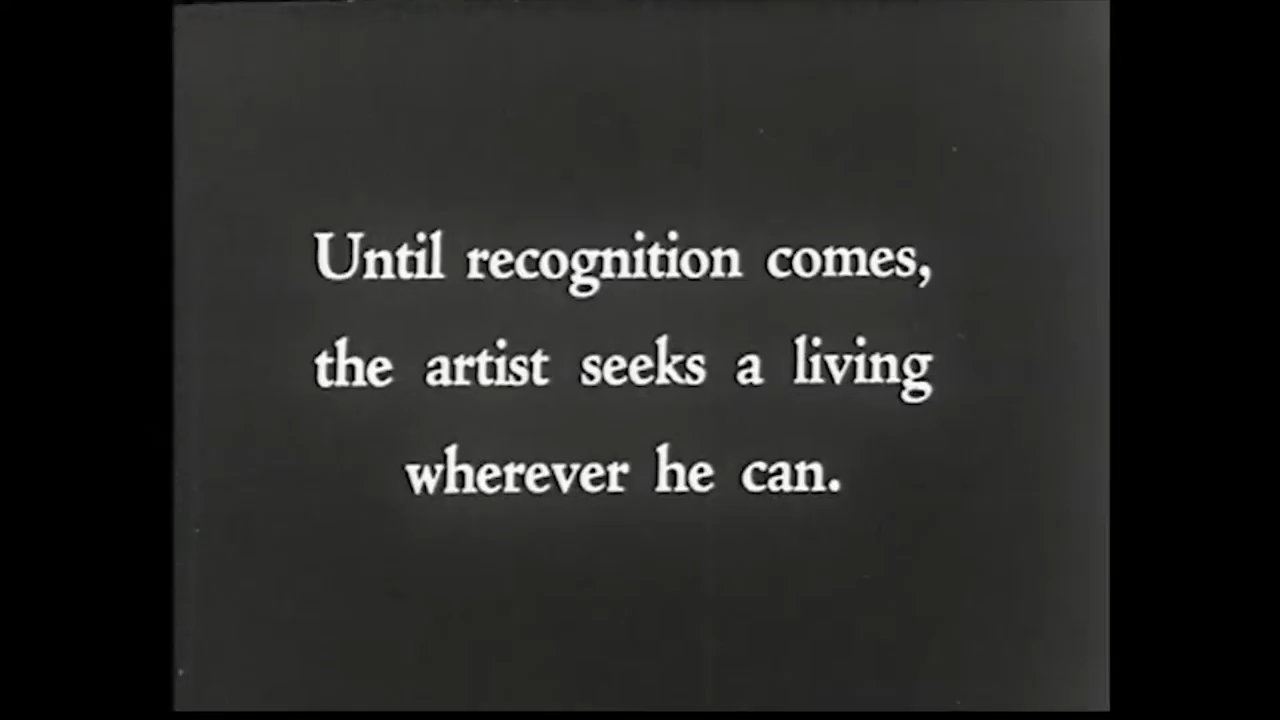 Until recognition comes,
the artist seeks a living
wherever he can.